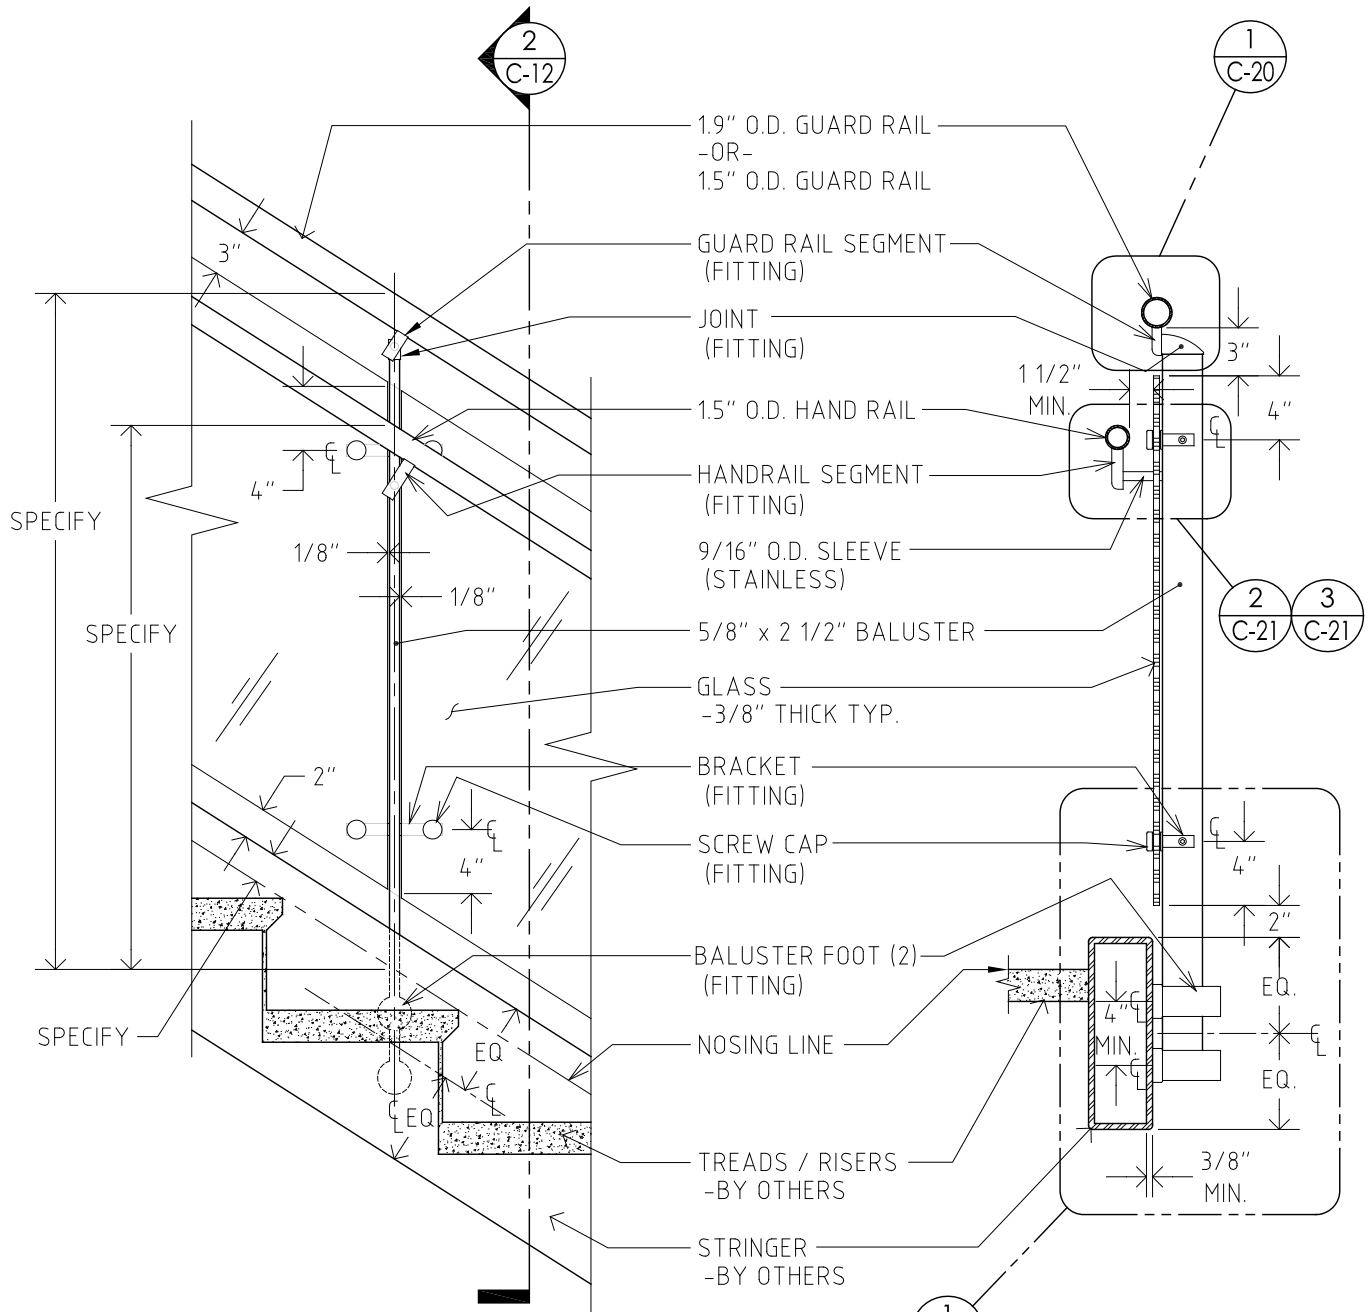 2
C-12
1
C-20
1.9" O.D. GUARD RAIL
-OR-
1.5" O.D. GUARD RAIL
GUARD RAIL SEGMENT
(FITTING)
JOINT
(FITTING)
1.5" O.D. HAND RAIL
HANDRAIL SEGMENT
(FITTING)
9/16" O.D. SLEEVE
(STAINLESS)
5/8" x 2 1/2" BALUSTER
GLASS
-3/8" THICK TYP.
BRACKET
(FITTING)
SCREW CAP
(FITTING)
BALUSTER FOOT (2)
(FITTING)
NOSING LINE
TREADS / RISERS
-BY OTHERS
STRINGER
-BY OTHERS
3"
℄
4"
SPECIFY
1/8"
1/8"
SPECIFY
2"
℄
4"
SPECIFY
EQ
℄
℄
EQ
3"
1 1/2"
MIN.
4"
℄
2
C-21
3
C-21
℄
4"
2"
EQ.
℄
4"
MIN.
℄
℄
EQ.
3/8"
MIN.
1